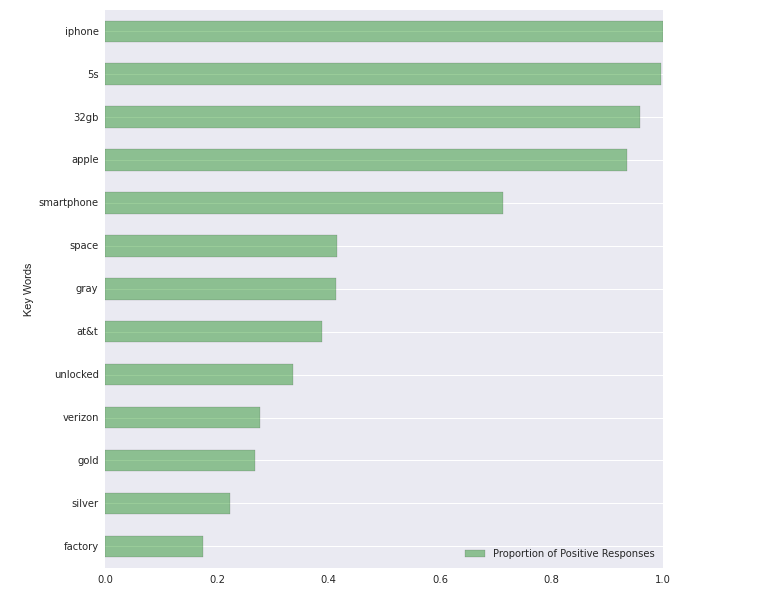 iphone
5s
32gb
apple
smartphone
space
gray
at&t
unlocked
verizon
gold
silver
factory
Key Words
Proportion of Positive Responses
0.0 0.2 0.4 0.6 0.8 1.0